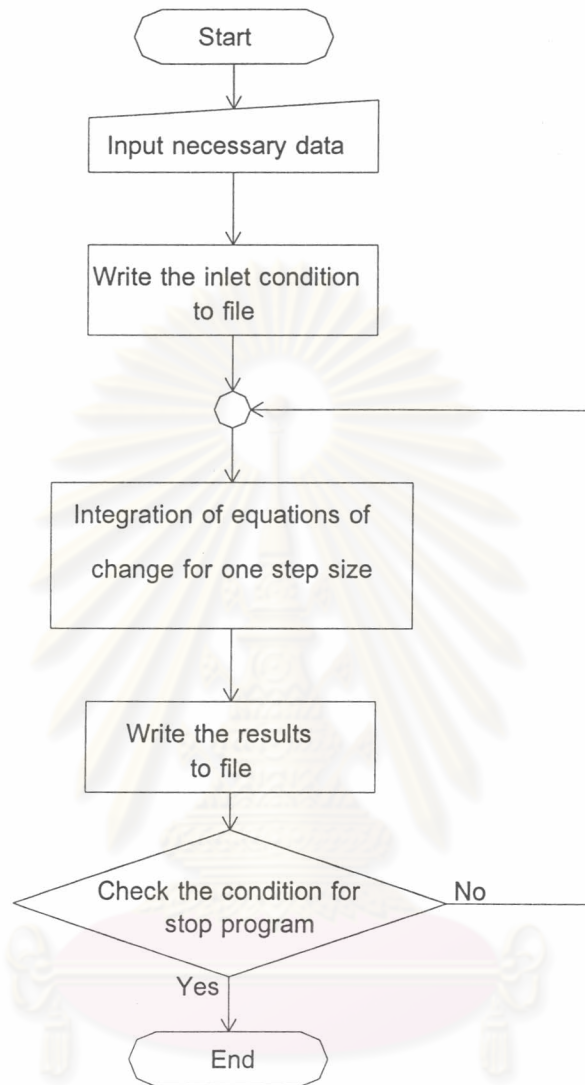 Start
Input necessary data
Write the inlet condition
to file
Integration of equations of
change for one step size
Write the results
to file
Check the condition for
stop program
No
Yes
End